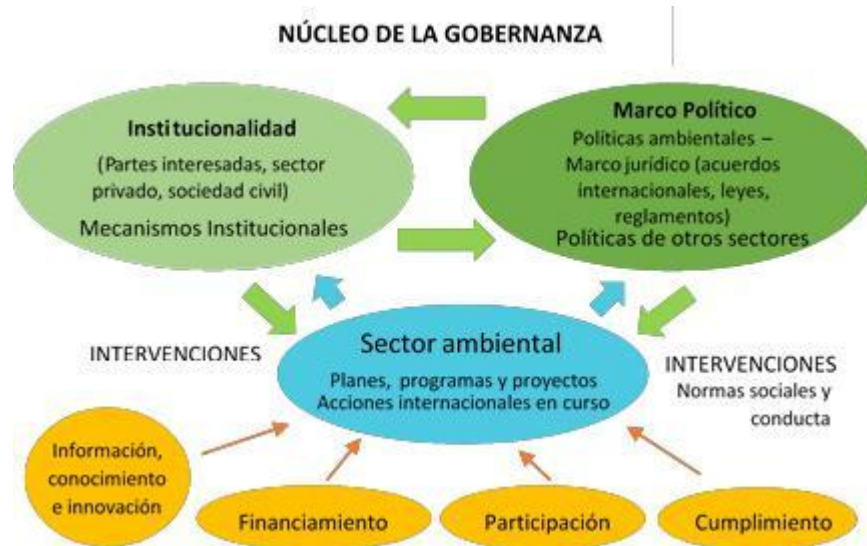 NÚCLEO DE LA GOBERNANZA
Institucionalidad
(Partes interesadas, sector
privado, sociedad civil)
Mecanismos Institucionales
Marco Político
Políticas ambientales –
Marco jurídico (acuerdos
internacionales, leyes,
reglamentos)
Políticas de otros sectores
INTERVENCIONES
Sector ambiental
Planes, programas y proyectos
Acciones internacionales en curso
INTERVENCIONES
Normas sociales y
conducta
Información,
conocimiento
e innovación
Financiamiento
Participación
Cumplimiento